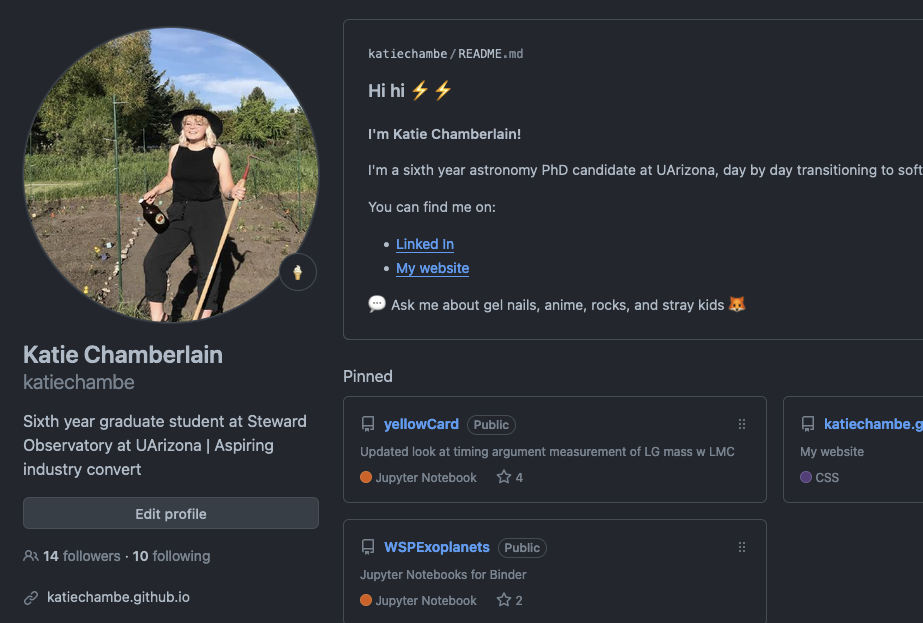 katiechambe/README.md
Hi hi ⚡⚡
I'm Katie Chamberlain!
I'm a sixth year astronomy PhD candidate at UArizona, day by day transitioning to soft
You can find me on:
Linked In
My website
💬 Ask me about gel nails, anime, rocks, and stray kids 🦊
Katie Chamberlain
katiechambe
Sixth year graduate student at Steward
Observatory at UArizona | Aspiring
industry convert
Edit profile
14 followers · 10 following
katiechambe.github.io
Pinned
yellowCard Public
Updated look at timing argument measurement of LG mass w LMC
Jupyter Notebook 4
katiechambe.g
My website
CSS
WSPExoplanets Public
Jupyter Notebooks for Binder
Jupyter Notebook 2